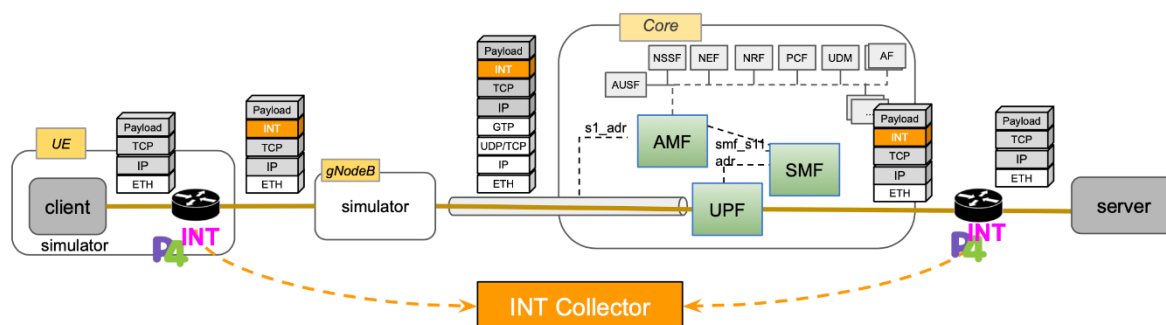 Core
NSSF
NEF
NRF
PCF
UDM
AF
AUSF
...
Payload
INT
TCP
IP
GTP
UDP/TCP
IP
ETH
Payload
INT
TCP
IP
ETH
Payload
TCP
IP
ETH
Payload
INT
TCP
IP
ETH
Payload
TCP
IP
ETH
UE
gNodeB
s1_adr
AMF
smf_s11
adr
SMF
client
simulator
simulator
UPF
server
P4
INT
P4
INT
INT Collector